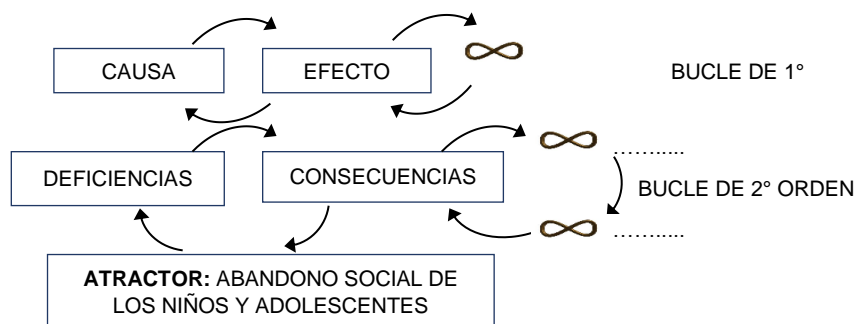 CAUSA
EFECTO
BUCLE DE 1°
DEFICIENCIAS
CONSECUENCIAS
…….....
BUCLE DE 2° ORDEN
…….....
ATRACTOR: ABANDONO SOCIAL DE
LOS NIÑOS Y ADOLESCENTES